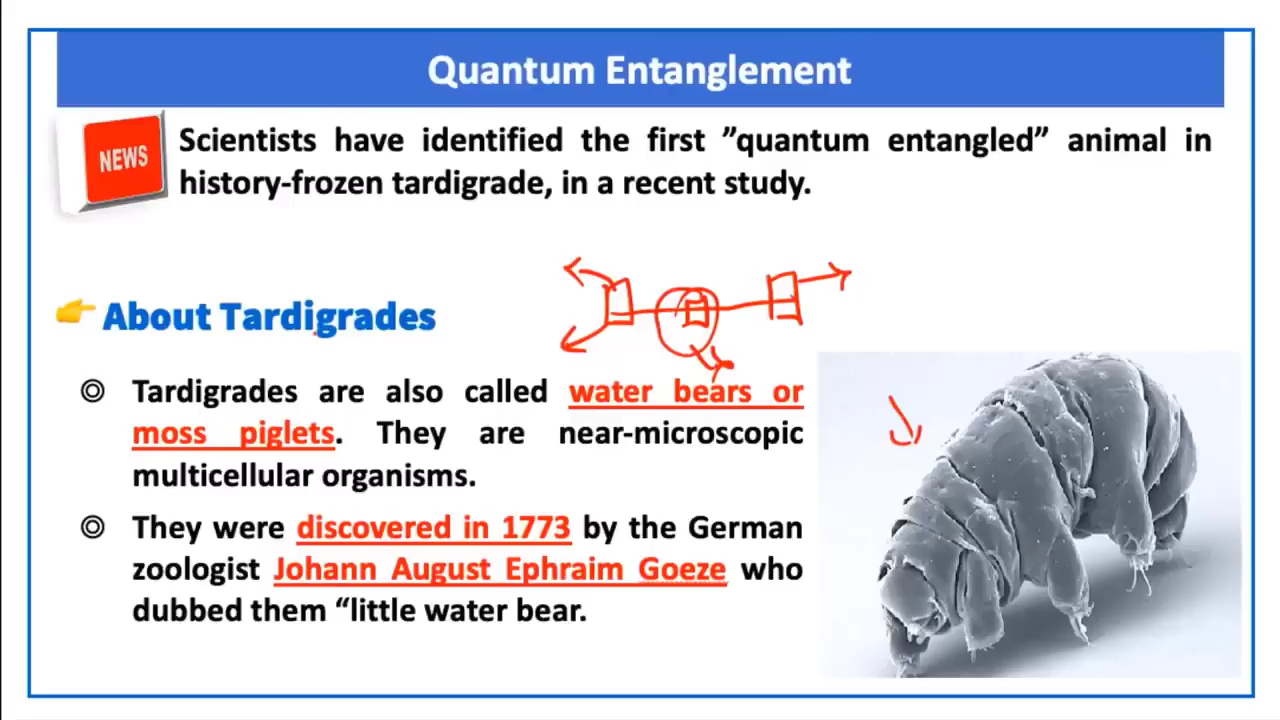 Quantum Entanglement
NEWS
Scientists have identified the first ”quantum entangled” animal in
history-frozen tardigrade, in a recent study.
About Tardigrades
Tardigrades are also called water bears or
moss piglets. They are near-microscopic
multicellular organisms.
They were discovered in 1773 by the German
zoologist Johann August Ephraim Goeze who
dubbed them “little water bear.